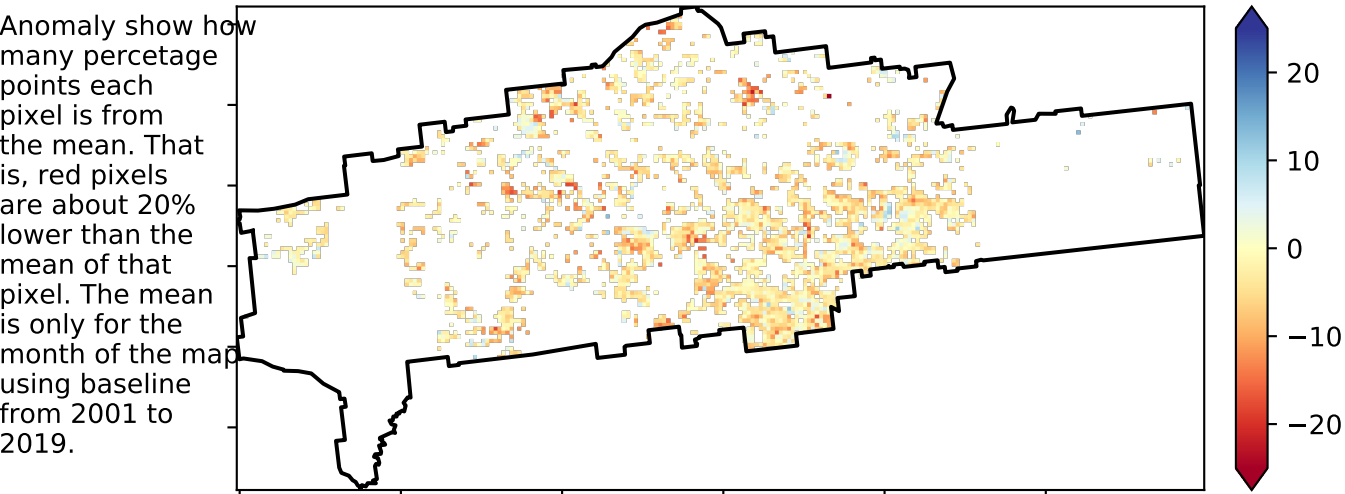 Anomaly show how
many percetage
points each
pixel is from
the mean. That
is, red pixels
are about 20%
lower than the
mean of that
pixel. The mean
is only for the
month of the map
using baseline
from 2001 to
2019.
20
10
0
−10
−20